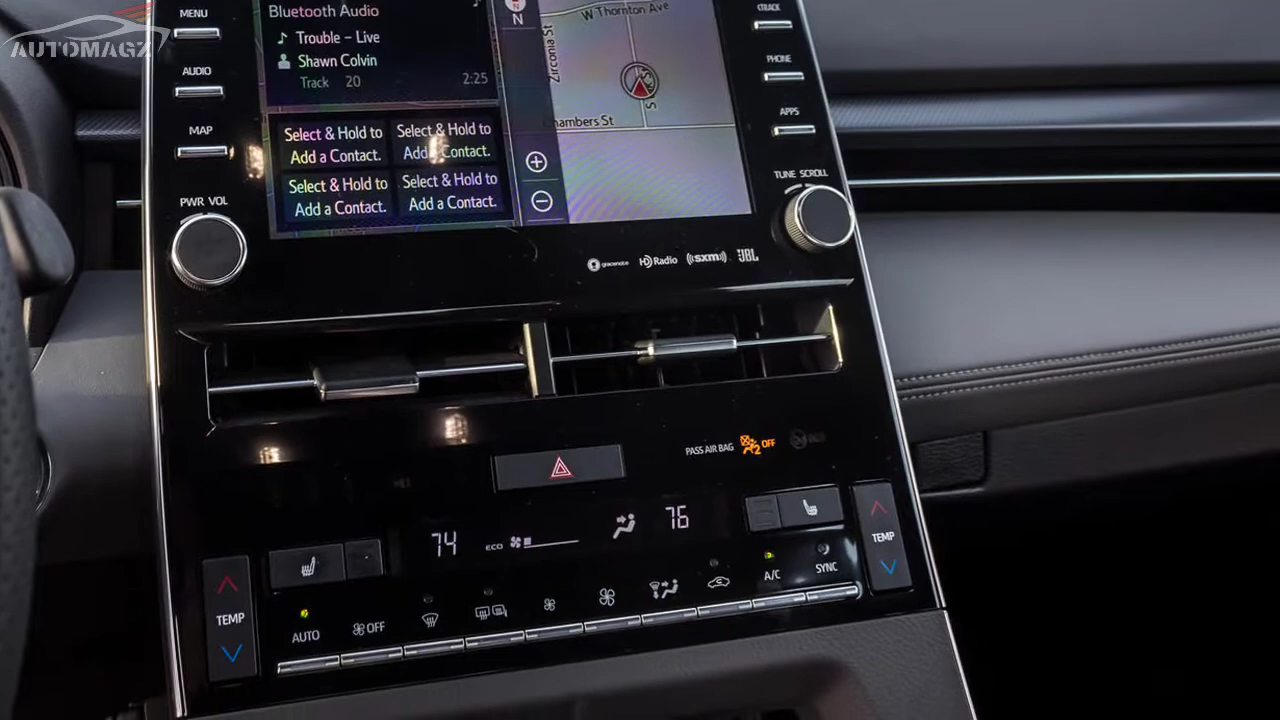 AUTOMAGZ
MENU
AUDIO
MAP
PWR VOL
Bluetooth Audio
Trouble – Live
Shawn Colvin
Track 20
2:25
Select & Hold to
Add a Contact.
Select & Hold to
Add a Contact.
Select & Hold to
Add a Contact.
Select & Hold to
Add a Contact.
N
W Thornton Ave
Zirconia St
S
PHONE
APPS
TUNE SCROLL
gracenote
HD Radio
((SXM))
JBL
PASS AIR BAG
2 OFF
74
ECO
76
TEMP
AUTO
OFF
A/C
SYNC
TEMP